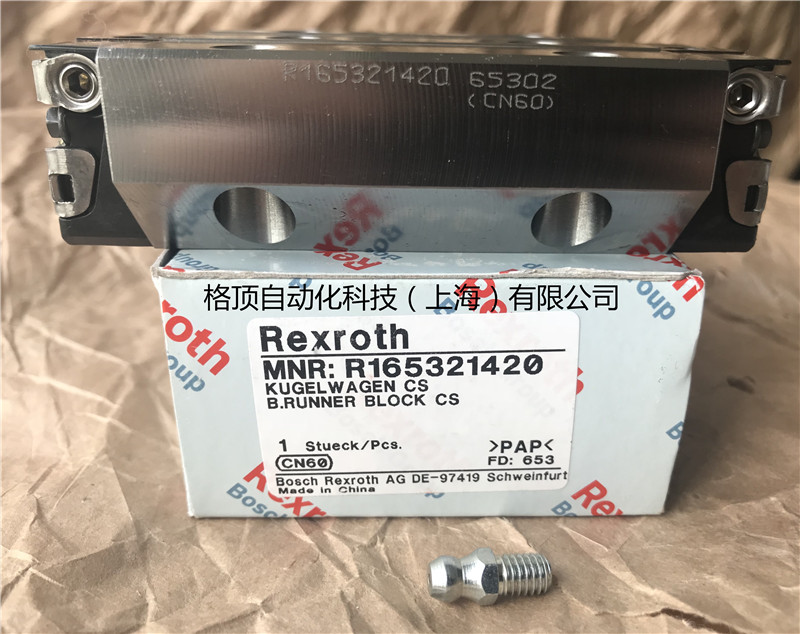 R165321420 65302
(CN60)
格顶自动化科技（上海）有限公司
Rexroth
MNR: R165321420
KUGELWAGEN CS
B.RUNNER BLOCK CS
1 Stueck/Pcs. >PAP<
CN60 FD: 653
Bosch Rexroth AG DE-97419 Schweinfurt
Made in China